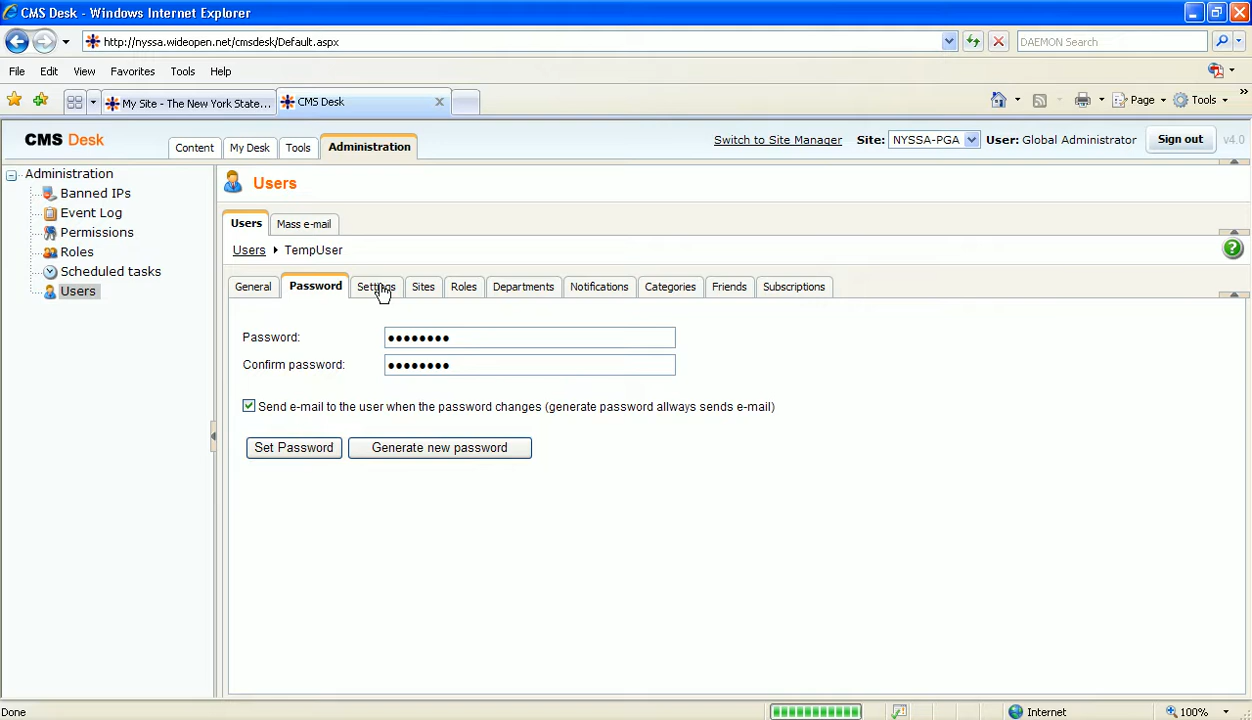 CMS Desk - Windows Internet Explorer
http://nyssa.wideopen.net/cmsdesk/Default.aspx
DAEMON Search
File Edit View Favorites Tools Help
My Site - The New York State...
CMS Desk
Page
Tools
CMS Desk
Content
My Desk
Tools
Administration
Switch to Site Manager
Site: NYSSA-PGA
User: Global Administrator
Sign out
v4.0
Administration
Banned IPs
Event Log
Permissions
Roles
Scheduled tasks
Users
Users
Users
Mass e-mail
Users
TempUser
General
Password
Settings
Sites
Roles
Departments
Notifications
Categories
Friends
Subscriptions
Password:
Confirm password:
Send e-mail to the user when the password changes (generate password allways sends e-mail)
Set Password
Generate new password
Done
Internet
100%